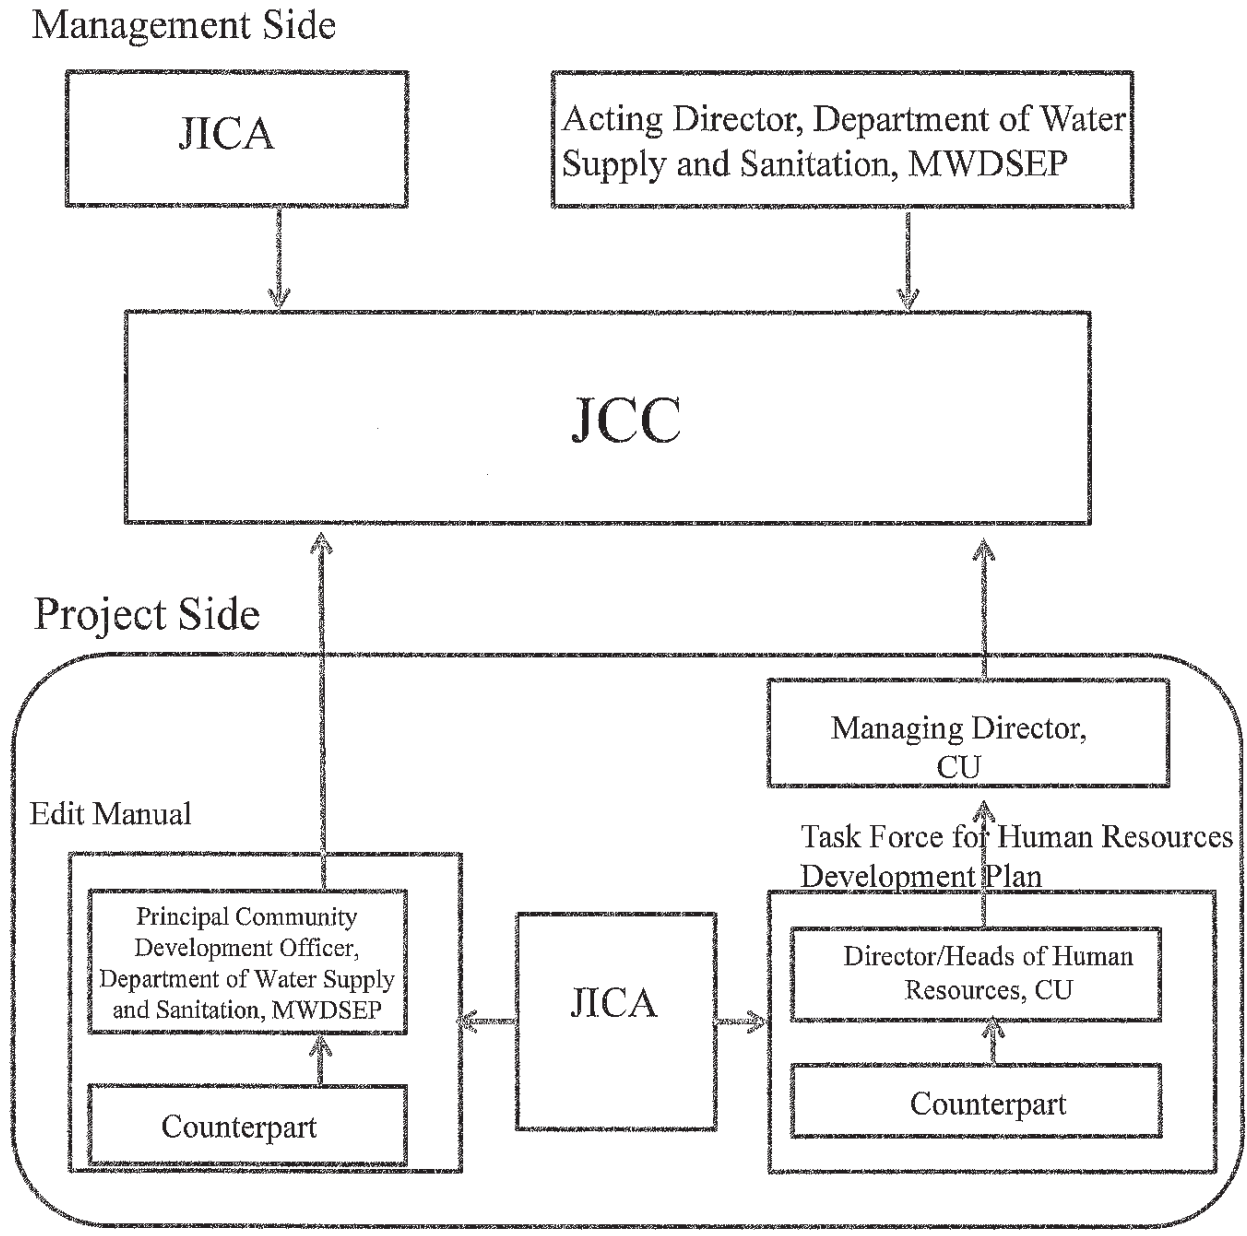 Management Side
JICA
Acting Director, Department of Water
Supply and Sanitation, MWDSEP
JCC
Project Side
Managing Director,
CU
Edit Manual
Task Force for Human Resources
Development Plan
Principal Community
Development Officer,
Department of Water Supply
and Sanitation, MWDSEP
Counterpart
JICA
Director/Heads of Human
Resources, CU
Counterpart